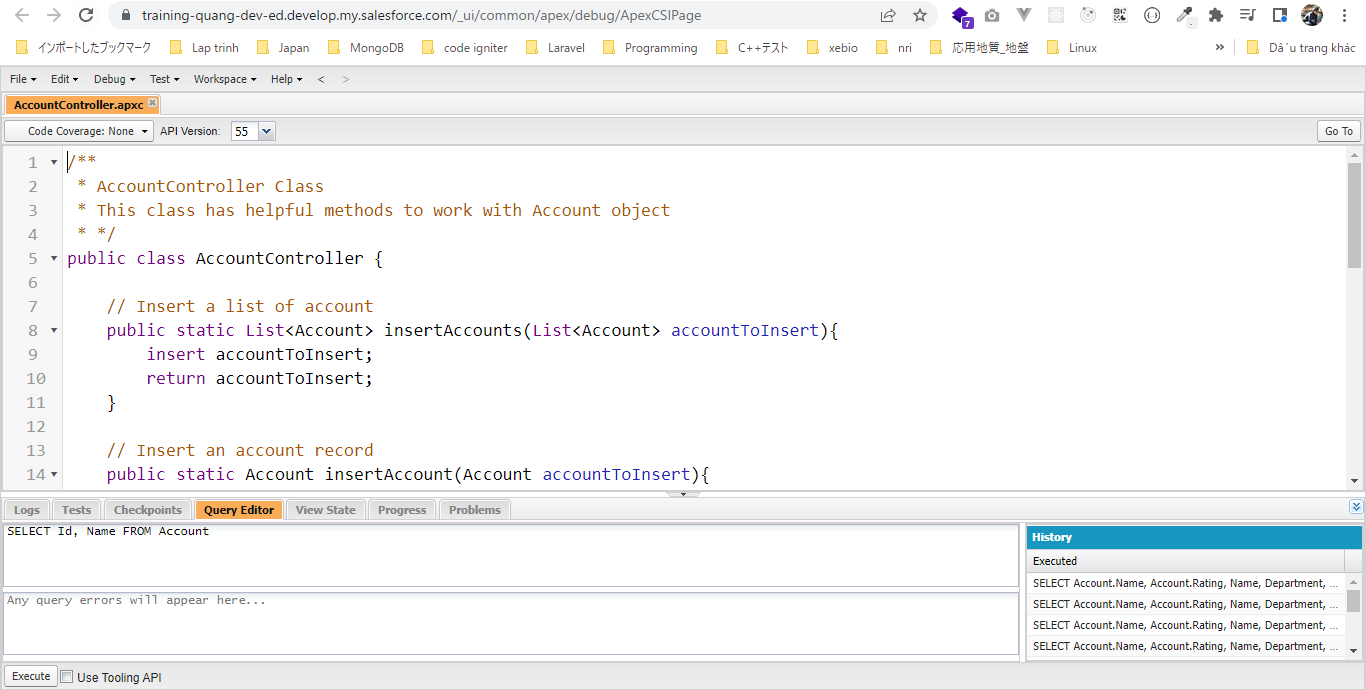 training-quang-dev-ed.develop.my.salesforce.com/_ui/common/apex/debug/ApexCSIPage
7
インポートしたブックマーク Lap trinh Japan MongoDB code igniter Laravel Programming C++テスト xebio nri 応用地質_地盤 Linux » Dấu trang khác
File Edit Debug Test Workspace Help < >
AccountController.apxc
Code Coverage: None API Version: 55 Go To
1 /**
2 * AccountController Class
3 * This class has helpful methods to work with Account object
4 * */
5 public class AccountController {
6
7 // Insert a list of account
8 public static List<Account> insertAccounts(List<Account> accountToInsert){
9 insert accountToInsert;
10 return accountToInsert;
11 }
12
13 // Insert an account record
14 public static Account insertAccount(Account accountToInsert){
Logs Tests Checkpoints Query Editor View State Progress Problems
SELECT Id, Name FROM Account
Any query errors will appear here...
History
Executed
SELECT Account.Name, Account.Rating, Name, Department, ...
SELECT Account.Name, Account.Rating, Name, Department, ...
SELECT Account.Name, Account.Rating, Name, Department, ...
SELECT Account.Name, Account.Rating, Name, Department, ...
Execute Use Tooling API